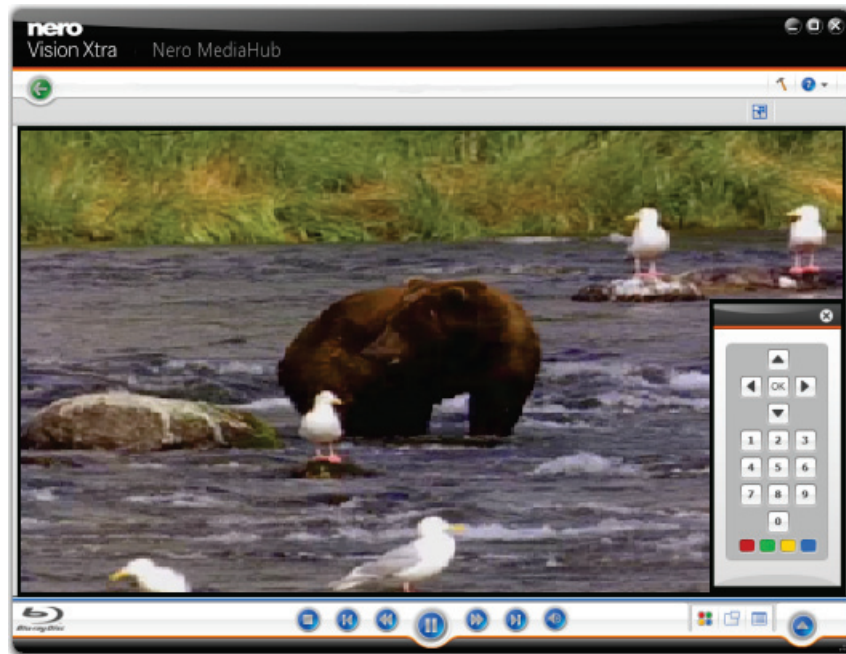 nero
Vision Xtra
Nero MediaHub
?
OK
1 2 3
4 5 6
7 8 9
0
Blu-ray Disc